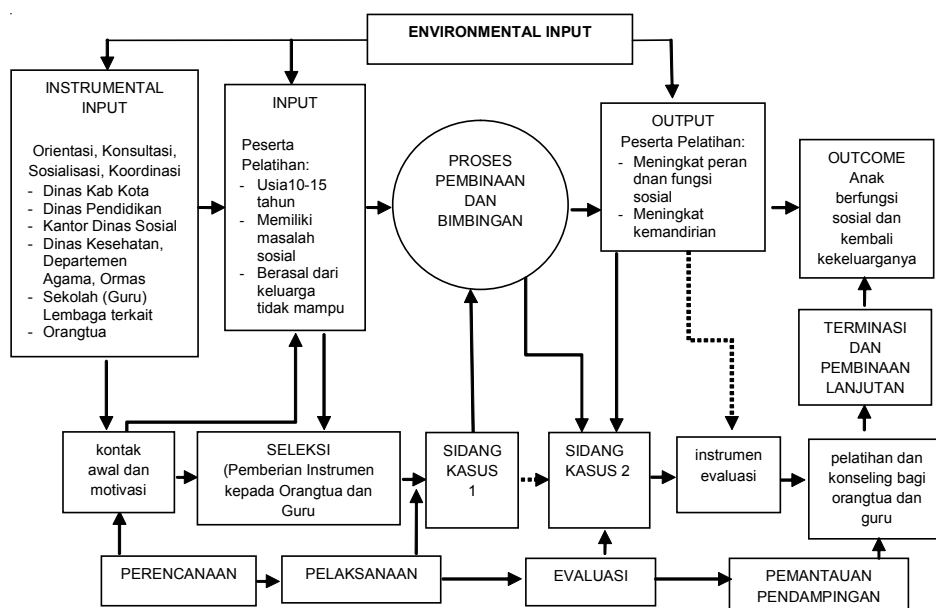 ENVIRONMENTAL INPUT
INSTRUMENTAL
INPUT
Orientasi, Konsultasi,
Sosialisasi, Koordinasi
- Dinas Kab Kota
- Dinas Pendidikan
- Kantor Dinas Sosial
- Dinas Kesehatan,
Departemen
Agama, Ormas
- Sekolah (Guru)
Lembaga terkait
- Orangtua
INPUT
Peserta
Pelatihan:
- Usia10-15
tahun
- Memiliki
masalah
sosial
- Berasal dari
keluarga
tidak mampu
PROSES
PEMBINAAN
DAN
BIMBINGAN
OUTPUT
Peserta Pelatihan:
- Meningkat peran
dnan fungsi
sosial
- Meningkat
kemandirian
OUTCOME
Anak
berfungsi
sosial dan
kembali
kekeluarganya
TERMINASI
DAN
PEMBINAAN
LANJUTAN
kontak
awal dan
motivasi
SELEKSI
(Pemberian Instrumen
kepada Orangtua dan
Guru
SIDANG
KASUS
1
SIDANG
KASUS 2
instrumen
evaluasi
pelatihan dan
konseling bagi
orangtua dan
guru
PERENCANAAN
PELAKSANAAN
EVALUASI
PEMANTAUAN
PENDAMPINGAN